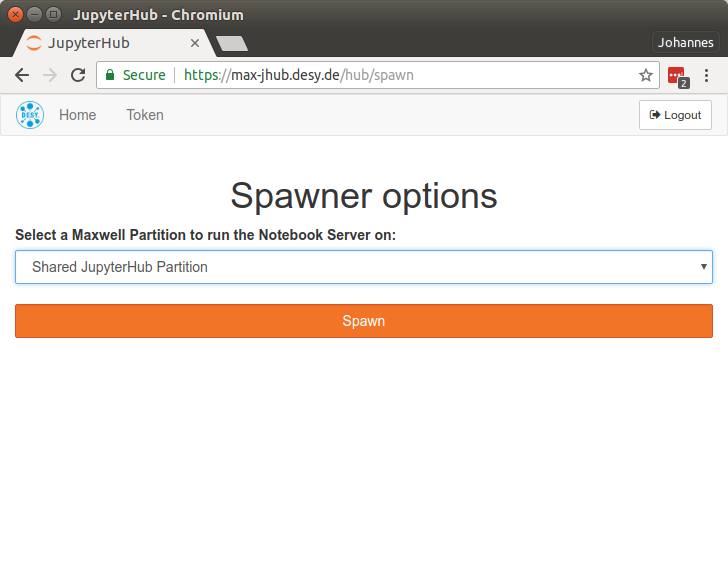 JupyterHub - Chromium
JupyterHub
Johannes
Secure
https://max-jhub.desy.de/hub/spawn
2
DESY.
Home
Token
Logout
Spawner options
Select a Maxwell Partition to run the Notebook Server on:
Shared JupyterHub Partition
Spawn